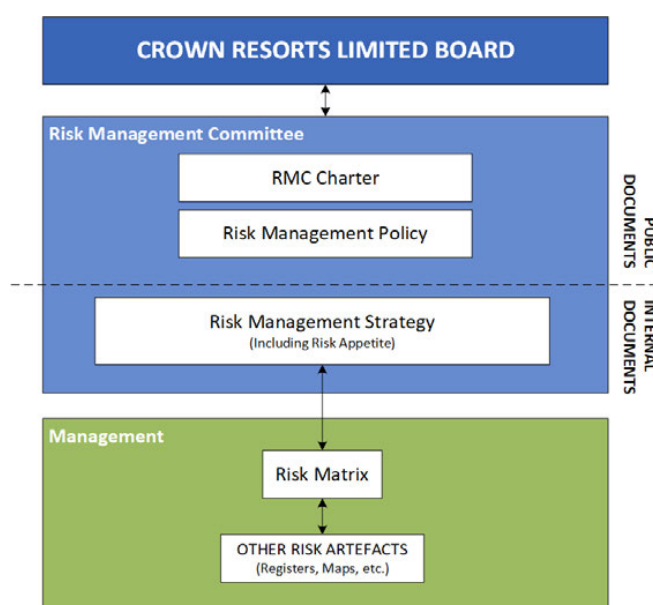 CROWN RESORTS LIMITED BOARD
Risk Management Committee
RMC Charter
Risk Management Policy
PUBLIC
DOCUMENTS
Risk Management Strategy
(Including Risk Appetite)
INTERNAL
DOCUMENTS
Management
Risk Matrix
OTHER RISK ARTEFACTS
(Registers, Maps, etc.)